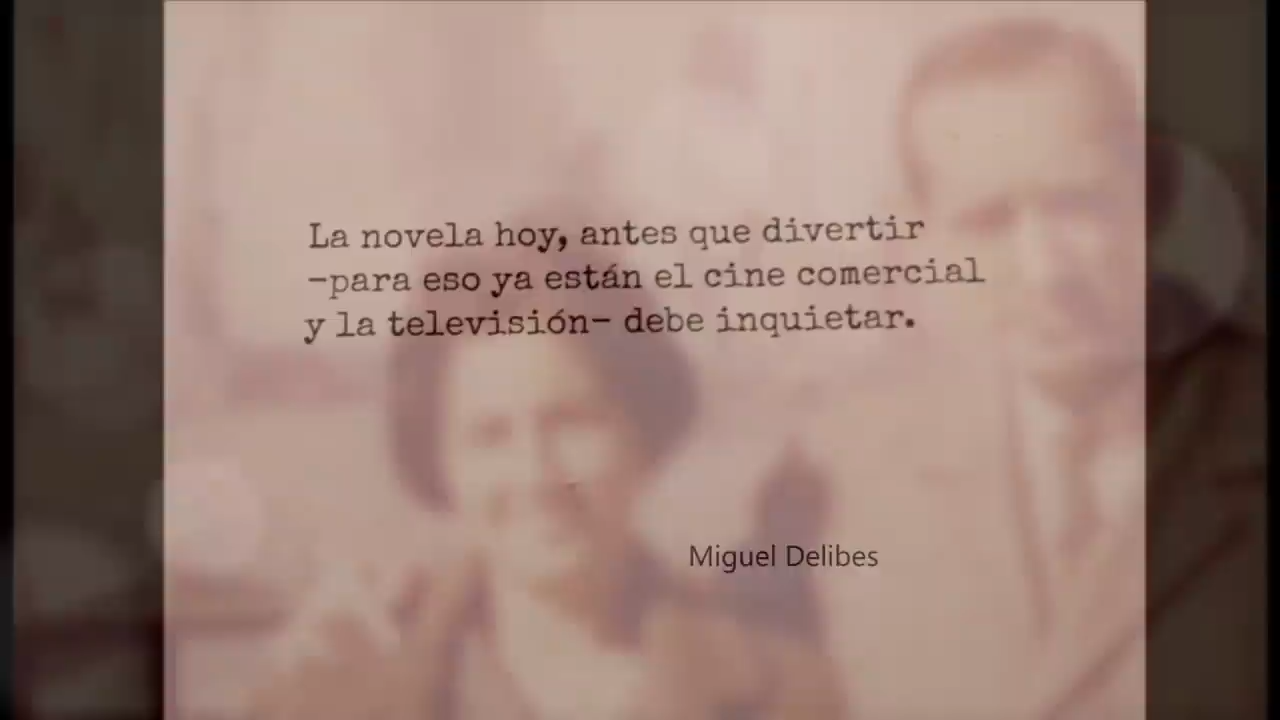 La novela hoy, antes que divertir
-para eso ya están el cine comercial
y la televisión- debe inquietar.
Miguel Delibes